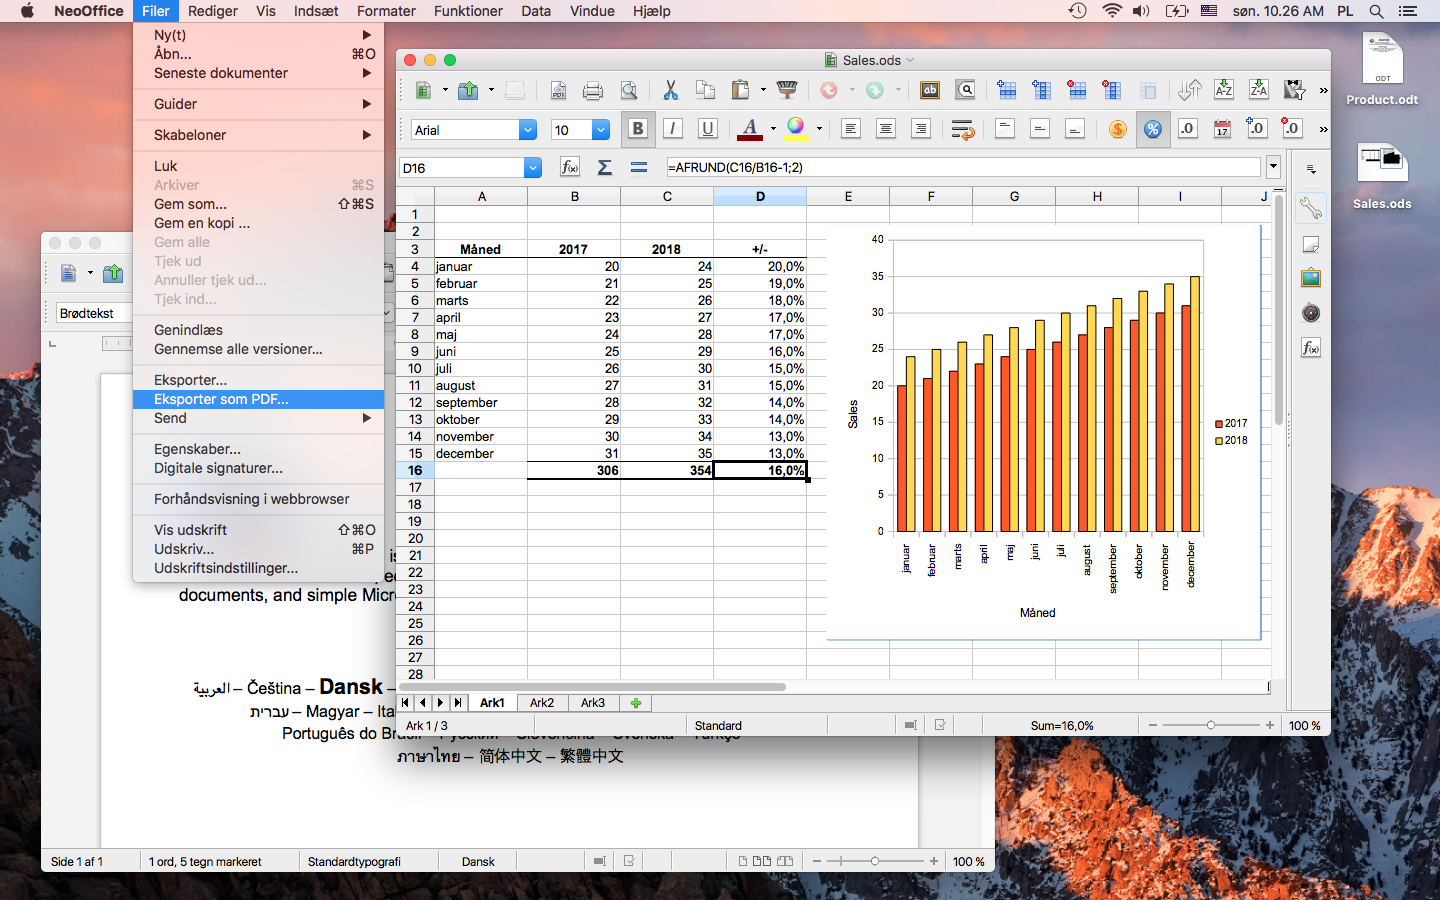 NeoOffice Filer Rediger Vis Indsæt Formater Funktioner Data Vindue Hjælp søn. 10.26 AM PL
Ny(t)
Åbn... ⌘O
Seneste dokumenter
Guider
Skabeloner
Luk
Arkiver ⌘S
Gem som... ⇧⌘S
Gem en kopi ...
Gem alle
Tjek ud
Annuller tjek ud...
Tjek ind...
Genindlæs
Gennemse alle versioner...
Eksporter...
Eksporter som PDF...
Send
Egenskaber...
Digitale signaturer...
Forhåndsvisning i webbrowser
Vis udskrift ⇧⌘O
Udskriv... ⌘P
Udskriftsindstillinger...
Sales.ods
Arial 10 B I U
D16 =AFRUND(C16/B16-1;2)
A B C D E F G H I J
1
2
3 Måned 2017 2018 +/-
4 januar 20 24 20,0%
5 februar 21 25 19,0%
6 marts 22 26 18,0%
7 april 23 27 17,0%
8 maj 24 28 17,0%
9 juni 25 29 16,0%
10 juli 26 30 15,0%
11 august 27 31 15,0%
12 september 28 32 14,0%
13 oktober 29 33 14,0%
14 november 30 34 13,0%
15 december 31 35 13,0%
16 306 354 16,0%
17
18
19
20
21
22
23
24
25
26
27
28
40
35
30
25
20
15
10
5
0
Sales
januar februar marts april maj juni juli august september oktober november december
Måned
2017
2018
Ark1 Ark2 Ark3
Ark 1 / 3 Standard Sum=16,0% 100 %
ODT
Product.odt
Sales.ods
Brødtekst
documents, and simple Micr
العربية – Čeština – Dansk –
עברית – Magyar – Ita
Português do Brasil – Русский – Slovenčina – Svenska – Türkçe
ภาษาไทย – 简体中文 – 繁體中文
Side 1 af 1 1 ord, 5 tegn markeret Standardtypografi Dansk 100 %